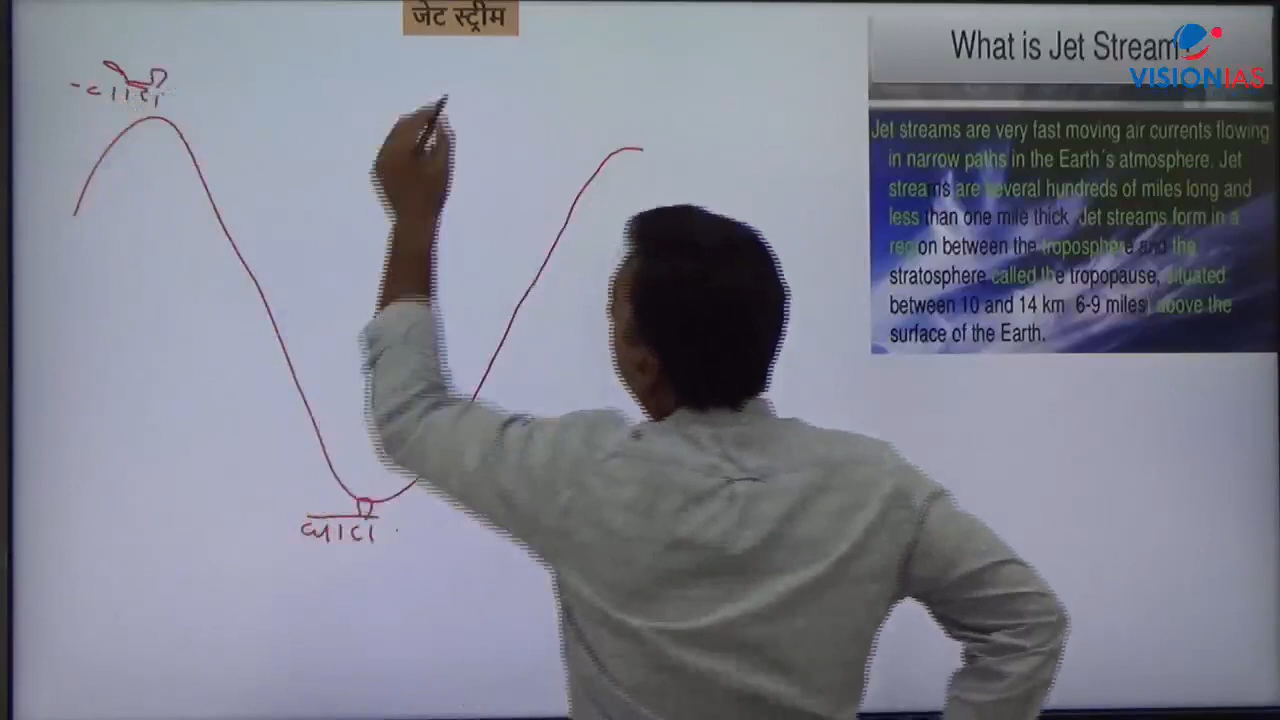 जेट स्ट्रीम
What is Jet Stream?
VISIONIAS
Jet streams are very fast moving air currents flowing
in narrow paths in the Earth´s atmosphere. Jet
streams are several hundreds of miles long and
less than one mile thick. Jet streams form in a
region between the troposphere and the
stratosphere called the tropopause, situated
between 10 and 14 km 6-9 miles) above the
surface of the Earth.